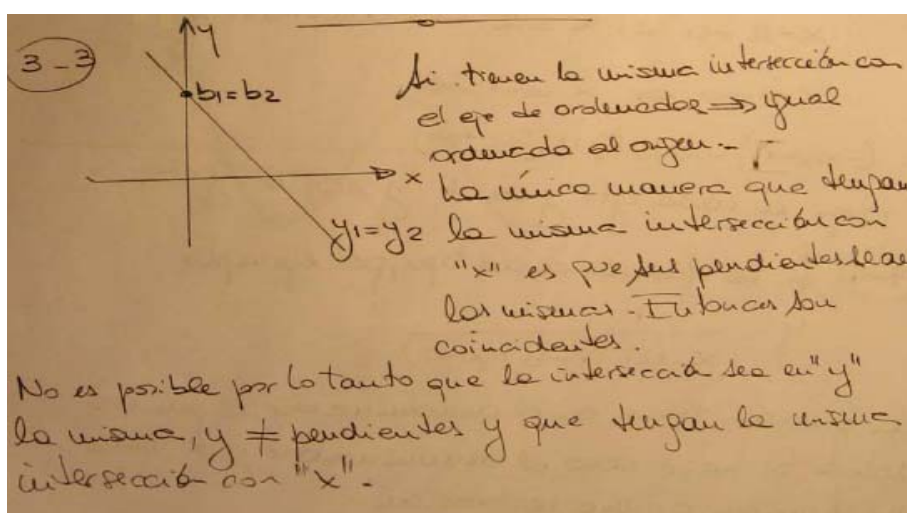 3-3
y
b1=b2
x
y1=y2
Si tienen la misma intersección con
el eje de ordenadas ⇒ igual
ordenada al origen.-
La única manera que tengan
la misma intersección con
"x" es que sus pendientes sean
las mismas. Entonces son
coincidentes.
No es posible por lo tanto que la intersección sea en "y"
la misma, y ≠ pendientes y que tengan la misma
intersección con "x".-